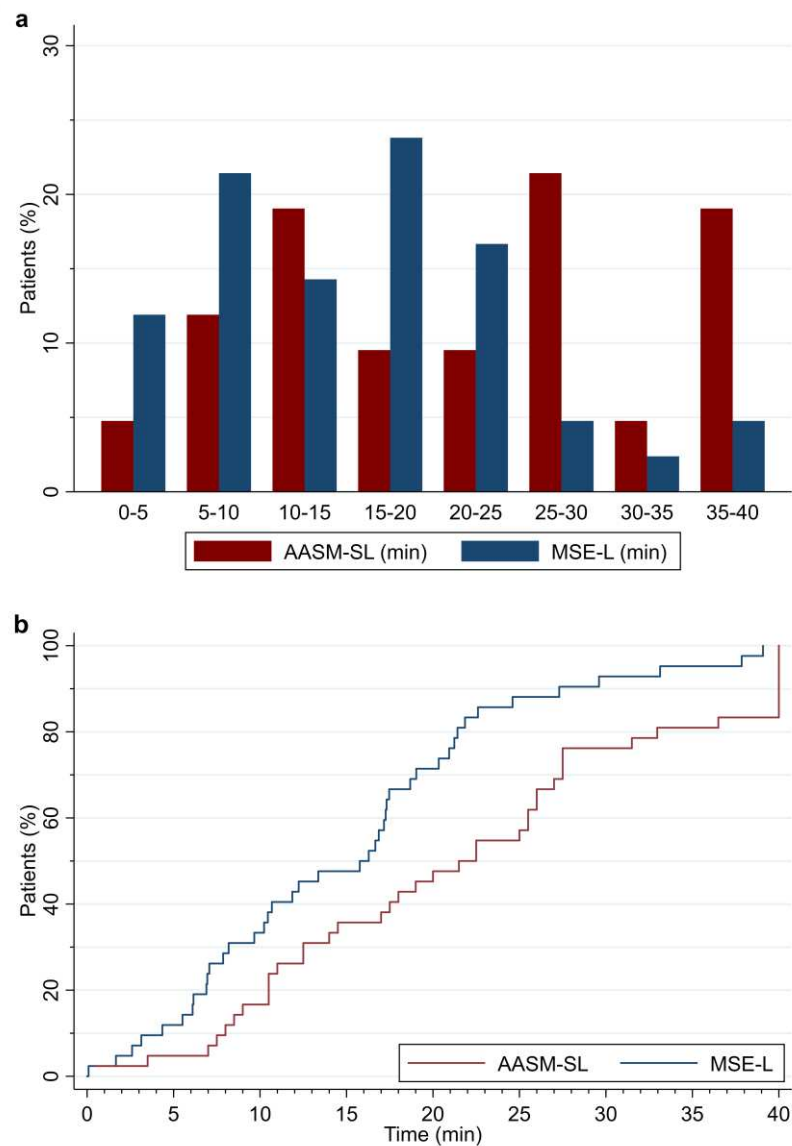 a
30
20
10
0
Patients (%)
0-5 5-10 10-15 15-20 20-25 25-30 30-35 35-40
AASM-SL (min) MSE-L (min)
b
100
80
60
40
20
0
Patients (%)
0 5 10 15 20 25 30 35 40
Time (min)
AASM-SL MSE-L